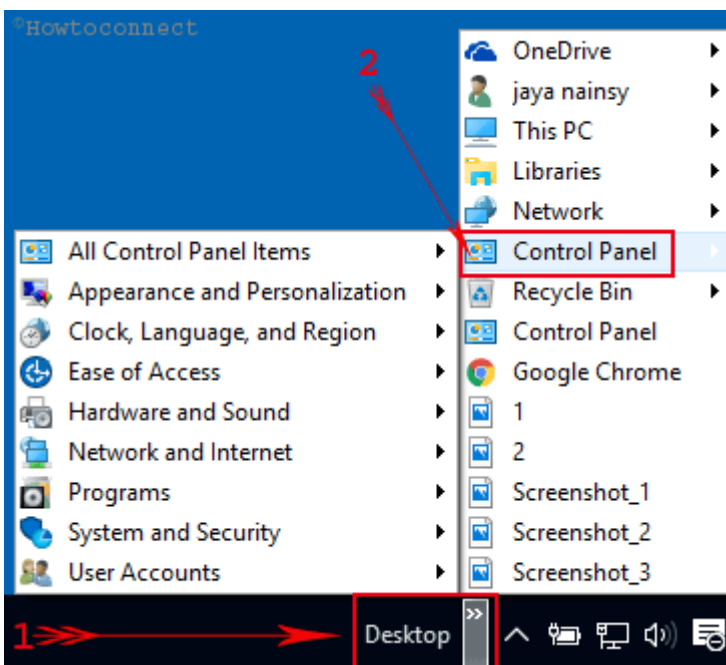 ©Howtoconnect
2
OneDrive
jaya nainsy
This PC
Libraries
Network
Control Panel
Recycle Bin
Control Panel
Google Chrome
1
2
Screenshot_1
Screenshot_2
Screenshot_3
All Control Panel Items
Appearance and Personalization
Clock, Language, and Region
Ease of Access
Hardware and Sound
Network and Internet
Programs
System and Security
User Accounts
1
Desktop